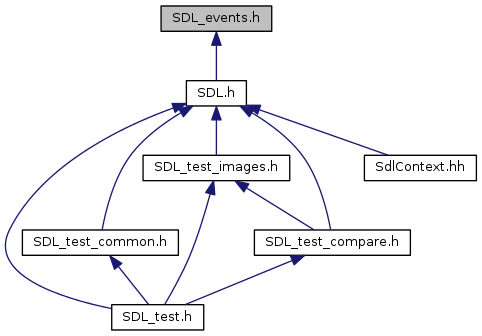 SDL_events.h
SDL.h
SDL_test_images.h
SdlContext.hh
SDL_test_common.h
SDL_test_compare.h
SDL_test.h